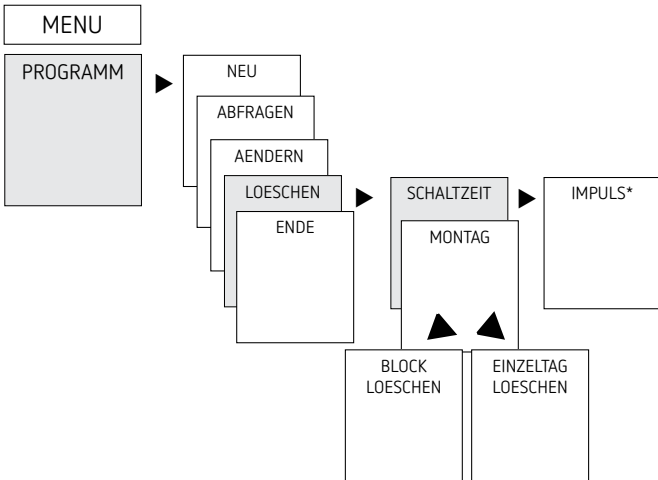 MENU
PROGRAMM
NEU
ABFRAGEN
AENDERN
LOESCHEN
ENDE
SCHALTZEIT
MONTAG
IMPULS*
BLOCK
LOESCHEN
EINZELTAG
LOESCHEN